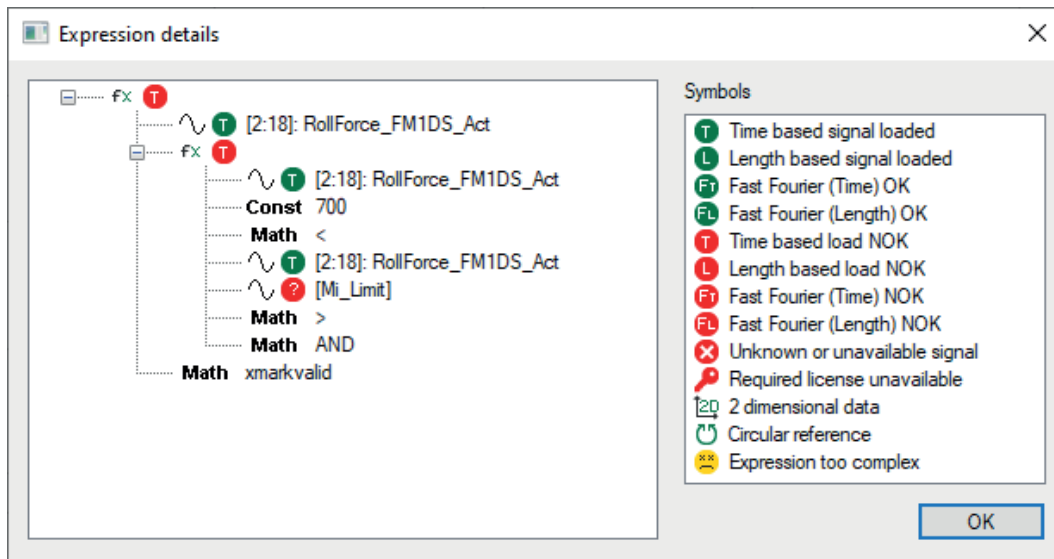 Expression details
fx T
T [2:18]: RollForce_FM1DS_Act
fx T
T [2:18]: RollForce_FM1DS_Act
Const 700
Math <
T [2:18]: RollForce_FM1DS_Act
? [Mi_Limit]
Math >
Math AND
Math xmarkvalid
Symbols
T Time based signal loaded
L Length based signal loaded
FT Fast Fourier (Time) OK
FL Fast Fourier (Length) OK
T Time based load NOK
L Length based load NOK
FT Fast Fourier (Time) NOK
FL Fast Fourier (Length) NOK
Unknown or unavailable signal
Required license unavailable
2D 2 dimensional data
Circular reference
Expression too complex
OK